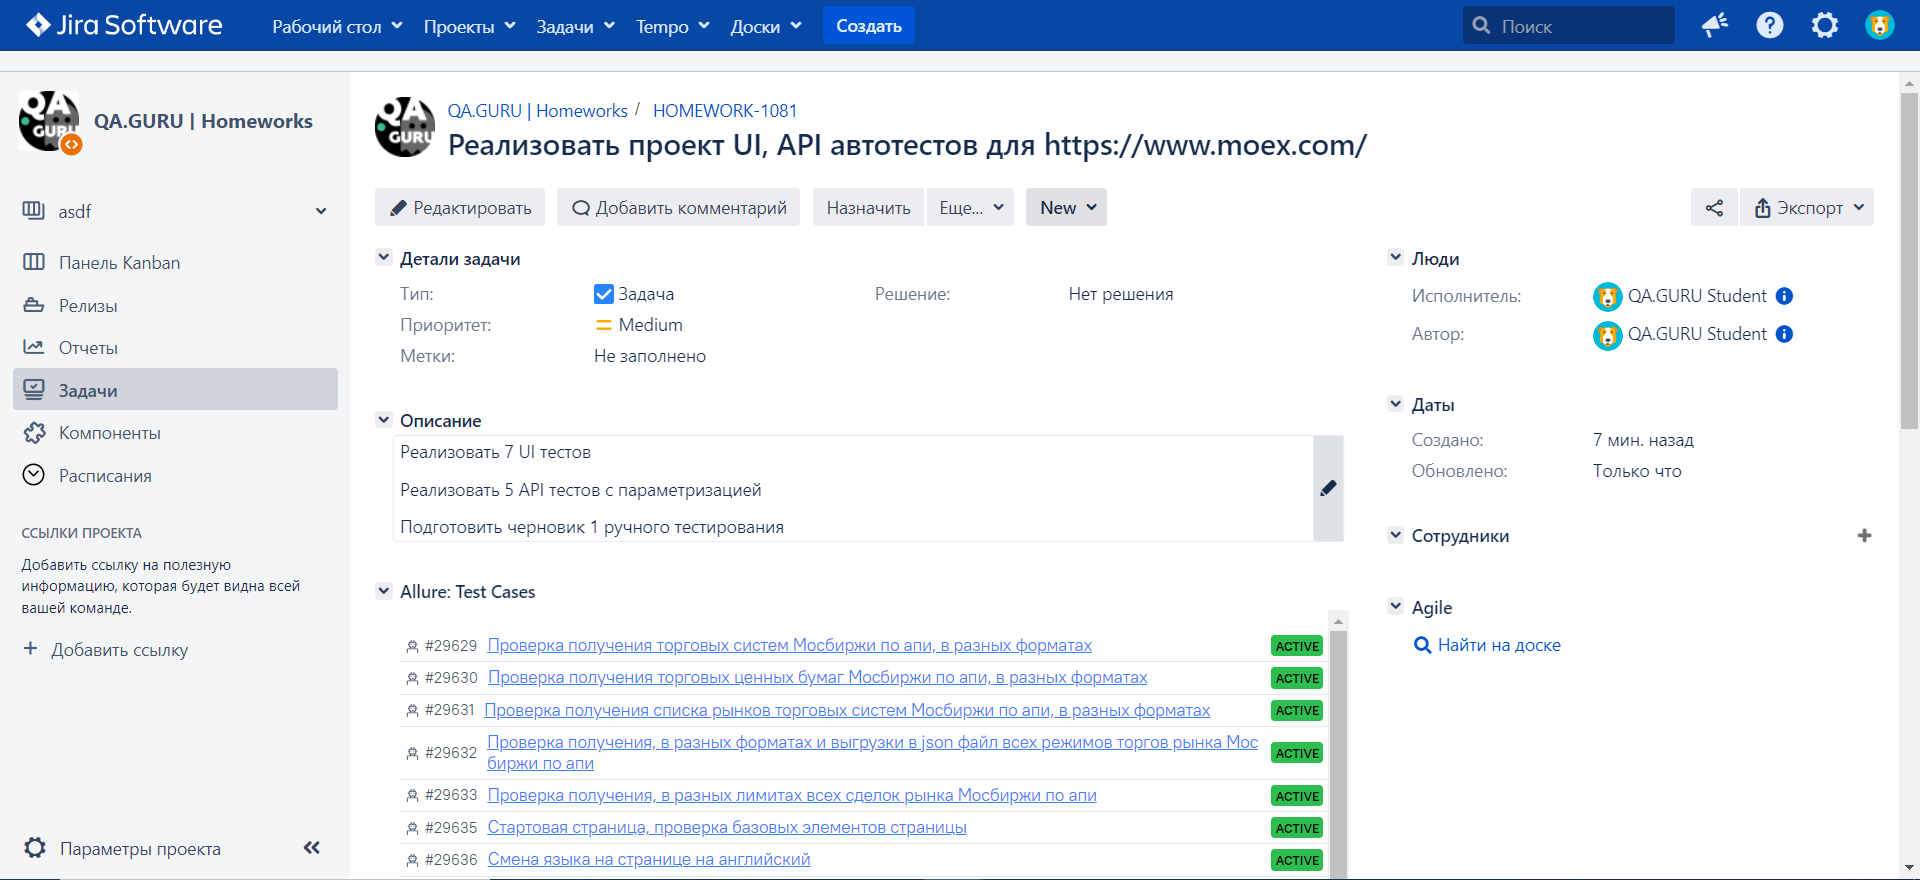 Jira Software
Рабочий стол Проекты Задачи Tempo Доски Создать Поиск
QA GURU
QA.GURU | Homeworks
asdf
Панель Kanban
Релизы
Отчеты
Задачи
Компоненты
Расписания
ССЫЛКИ ПРОЕКТА
Добавить ссылку на полезную
информацию, которая будет видна всей
вашей команде.
Добавить ссылку
Параметры проекта
QA GURU
QA.GURU | Homeworks / HOMEWORK-1081
Реализовать проект UI, API автотестов для https://www.moex.com/
Редактировать Добавить комментарий Назначить Еще... New Экспорт
Детали задачи
Тип: Задача Решение: Нет решения
Приоритет: Medium
Метки: Не заполнено
Описание
Реализовать 7 UI тестов
Реализовать 5 API тестов с параметризацией
Подготовить черновик 1 ручного тестирования
Allure: Test Cases
#29629 Проверка получения торговых систем Мосбиржи по апи, в разных форматах ACTIVE
#29630 Проверка получения торговых ценных бумаг Мосбиржи по апи, в разных форматах ACTIVE
#29631 Проверка получения списка рынков торговых систем Мосбиржи по апи, в разных форматах ACTIVE
#29632 Проверка получения, в разных форматах и выгрузки в json файл всех режимов торгов рынка Мос
биржи по апи ACTIVE
#29633 Проверка получения, в разных лимитах всех сделок рынка Мосбиржи по апи ACTIVE
#29635 Стартовая страница, проверка базовых элементов страницы ACTIVE
#29636 Смена языка на странице на английский ACTIVE
Люди
Исполнитель: QA.GURU Student
Автор: QA.GURU Student
Даты
Создано: 7 мин. назад
Обновлено: Только что
Сотрудники
Agile
Найти на доске